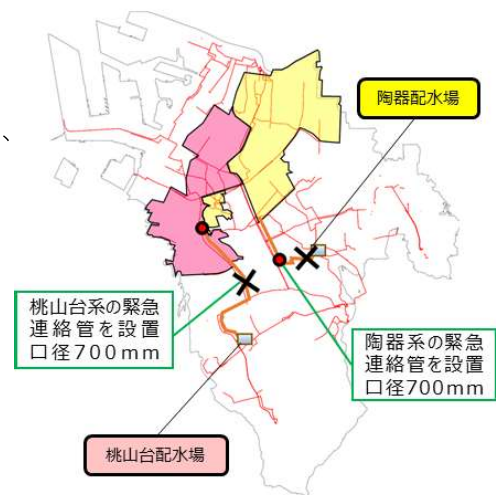 、
陶器配水場
桃山台系の緊急
連絡管を設置
口径700mm
陶器系の緊急
連絡管を設置
口径700mm
桃山台配水場